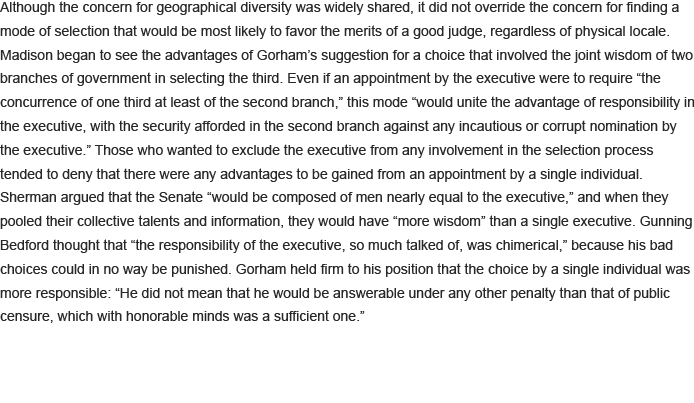 Although the concern for geographical diversity was widely shared, it did not override the concern for finding a
mode of selection that would be most likely to favor the merits of a good judge, regardless of physical locale.
Madison began to see the advantages of Gorham’s suggestion for a choice that involved the joint wisdom of two
branches of government in selecting the third. Even if an appointment by the executive were to require “the
concurrence of one third at least of the second branch,” this mode “would unite the advantage of responsibility in
the executive, with the security afforded in the second branch against any incautious or corrupt nomination by
the executive.” Those who wanted to exclude the executive from any involvement in the selection process
tended to deny that there were any advantages to be gained from an appointment by a single individual.
Sherman argued that the Senate “would be composed of men nearly equal to the executive,” and when they
pooled their collective talents and information, they would have “more wisdom” than a single executive. Gunning
Bedford thought that “the responsibility of the executive, so much talked of, was chimerical,” because his bad
choices could in no way be punished. Gorham held firm to his position that the choice by a single individual was
more responsible: “He did not mean that he would be answerable under any other penalty than that of public
censure, which with honorable minds was a sufficient one.”